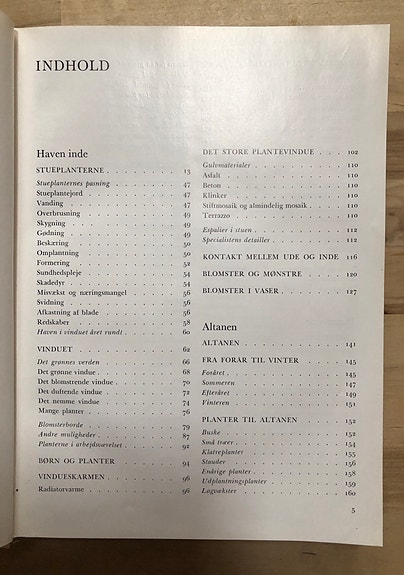 INDHOLD
Haven inde
STUEPLANTERNE . . . . . . . 13
Stueplanternes pasning . . . . . . 47
Stueplantejord . . . . . . 47
Vanding . . . . . . 47
Overbrusning . . . . . . 49
Skygning . . . . . . 49
Gødning . . . . . . 49
Beskæring . . . . . . 50
Omplantning . . . . . . 50
Formering . . . . . . 52
Sundhedspleje . . . . . . 54
Skadedyr . . . . . . 54
Misvækst og næringsmangel . . . . 56
Svidning . . . . . . 56
Afkastning af blade . . . . . . 56
Redskaber . . . . . . 58
Haven i vinduet året rundt . . . . . 60
VINDUET . . . . . . 62
Det grønnes verden . . . . . . 66
Det grønne vindue . . . . . . 68
Det blomstrende vindue . . . . . 70
Det duftende vindue . . . . . . 72
Det nemme vindue . . . . . . 74
Mange planter . . . . . . 76
Blomsterborde . . . . . . 79
Andre muligheder . . . . . . 87
Planterne i arbejdsværelset . . . . . 92
BØRN OG PLANTER . . . . . . 94
VINDUESKARMEN . . . . . . 96
Radiatorvarme . . . . . . 96
DET STORE PLANTEVINDUE . . . 102
Gulvmaterialer . . . . . . 110
Asfalt . . . . . . 110
Beton . . . . . . 110
Klinker . . . . . . 110
Stiftmosaik og almindelig mosaik . . . 110
Terrazzo . . . . . . 110
Espalier i stuen . . . . . . 112
Specialistens detailler . . . . . . 112
KONTAKT MELLEM UDE OG INDE 116
BLOMSTER OG MØNSTRE . . . . 120
BLOMSTER I VASER . . . . . . 127
Altanen
ALTANEN . . . . . . 141
FRA FORÅR TIL VINTER . . . . . 145
Foråret . . . . . . 145
Sommeren . . . . . . 147
Efteråret . . . . . . 149
Vinteren . . . . . . 151
PLANTER TIL ALTANEN . . . . . 152
Buske . . . . . . 152
Små træer . . . . . . 154
Klatreplanter . . . . . . 155
Stauder . . . . . . 156
Enårige planter . . . . . . 158
Udplantningsplanter . . . . . . 159
Løgvækster . . . . . . 160
5